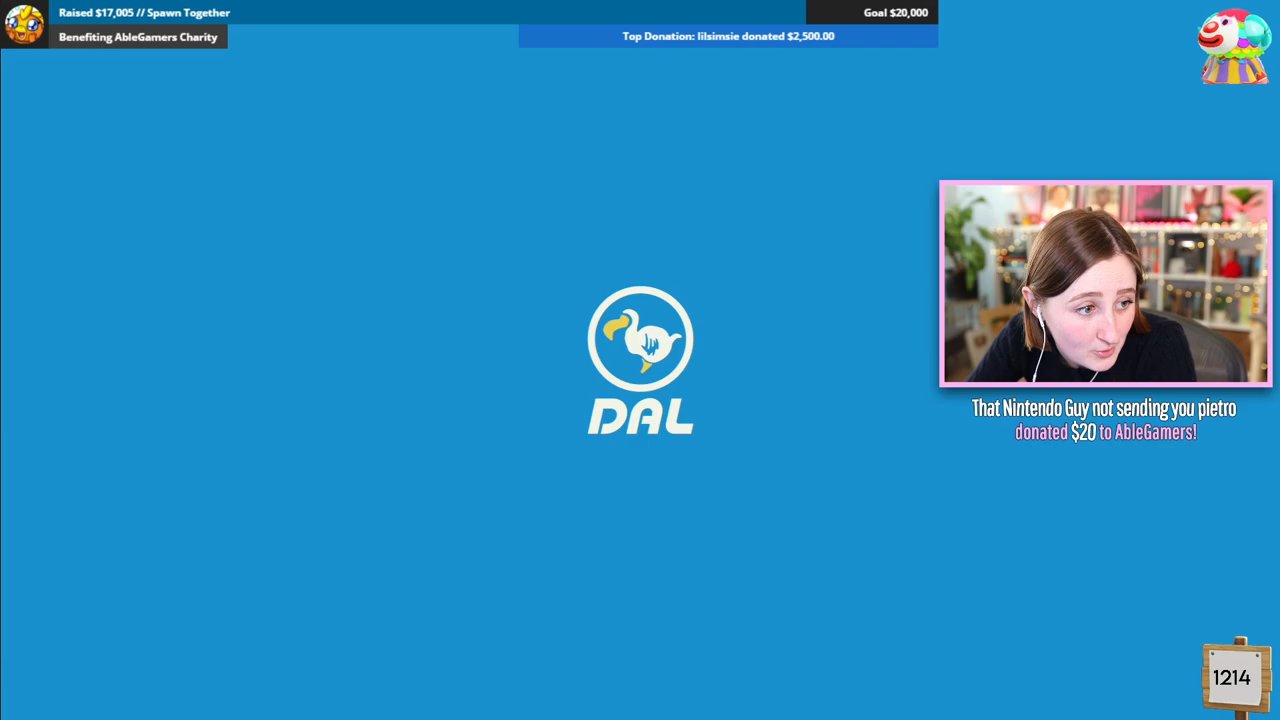 Raised $17,005 // Spawn Together
Goal $20,000
Benefiting AbleGamers Charity
Top Donation: lilsimsie donated $2,500.00
DAL
That Nintendo Guy not sending you pietro
donated $20 to AbleGamers!
1214